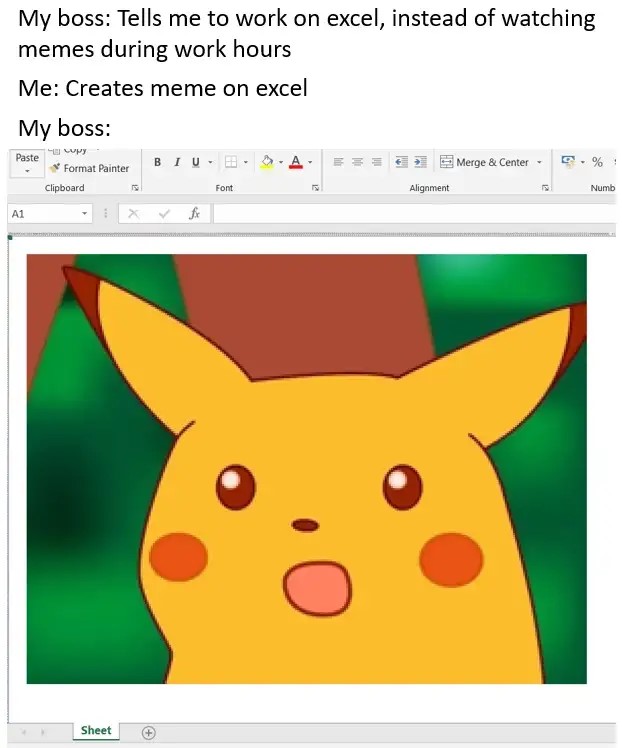 My boss: Tells me to work on excel, instead of watching
memes during work hours
Me: Creates meme on excel
My boss:
Copy
Paste
Format Painter
B I U
A
Merge & Center
%
Clipboard
Font
Alignment
Numb
A1
fx
Sheet